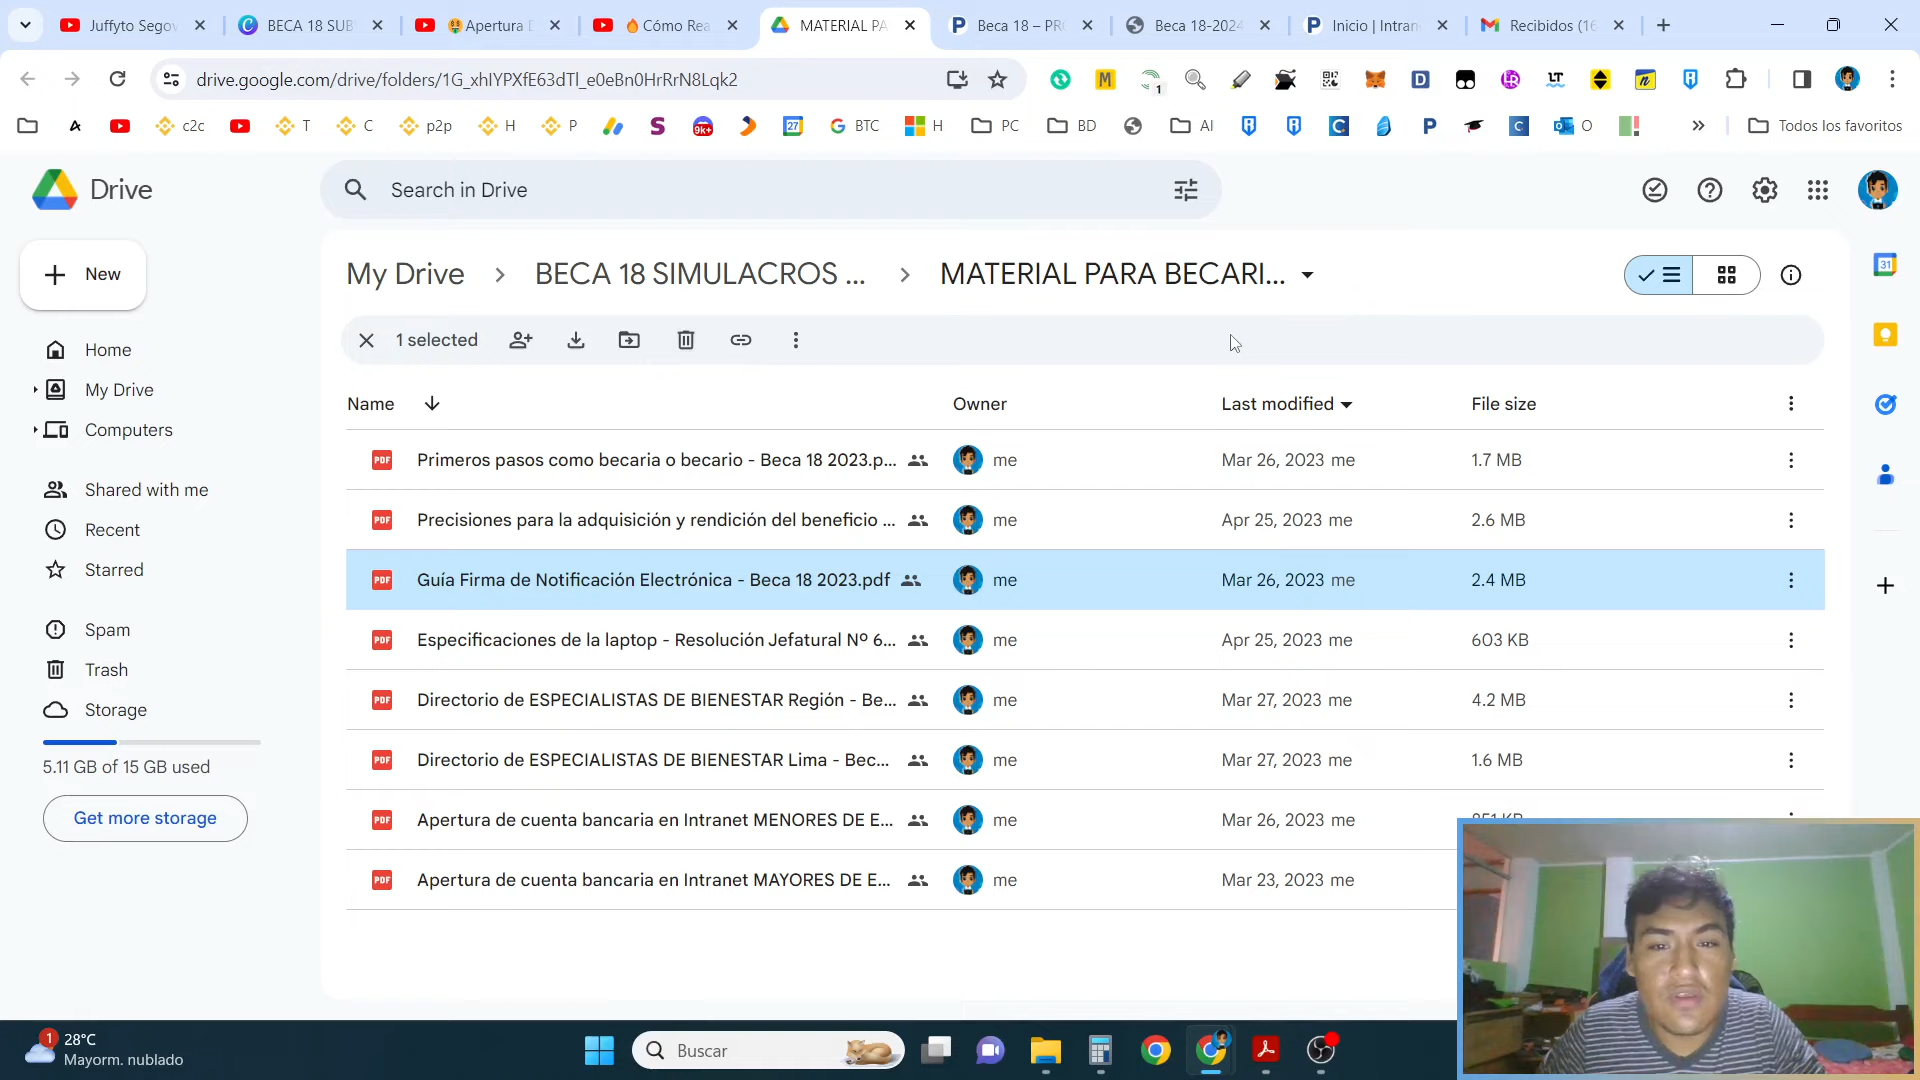 Juffyto Segov
BECA 18 SUB
🤑Apertura D
🔥Cómo Rea
MATERIAL PA
Beca 18 – PRO
Beca 18-2024
Inicio | Intran
Recibidos (16
drive.google.com/drive/folders/1G_xhIYPXfE63dTl_e0eBn0HrRrN8Lqk2
c2c
T
C
p2p
H
P
BTC
H
PC
BD
AI
O
Todos los favoritos
Drive
Search in Drive
New
My Drive
BECA 18 SIMULACROS ...
MATERIAL PARA BECARI...
1 selected
Home
My Drive
Computers
Shared with me
Recent
Starred
Spam
Trash
Storage
5.11 GB of 15 GB used
Get more storage
Name
Owner
Last modified
File size
Primeros pasos como becaria o becario - Beca 18 2023.p...
me
Mar 26, 2023 me
1.7 MB
Precisiones para la adquisición y rendición del beneficio ...
me
Apr 25, 2023 me
2.6 MB
Guía Firma de Notificación Electrónica - Beca 18 2023.pdf
me
Mar 26, 2023 me
2.4 MB
Especificaciones de la laptop - Resolución Jefatural Nº 6...
me
Apr 25, 2023 me
603 KB
Directorio de ESPECIALISTAS DE BIENESTAR Región - Be...
me
Mar 27, 2023 me
4.2 MB
Directorio de ESPECIALISTAS DE BIENESTAR Lima - Bec...
me
Mar 27, 2023 me
1.6 MB
Apertura de cuenta bancaria en Intranet MENORES DE E...
me
Mar 26, 2023 me
Apertura de cuenta bancaria en Intranet MAYORES DE E...
me
Mar 23, 2023 me
28°C
Mayorm. nublado
Buscar